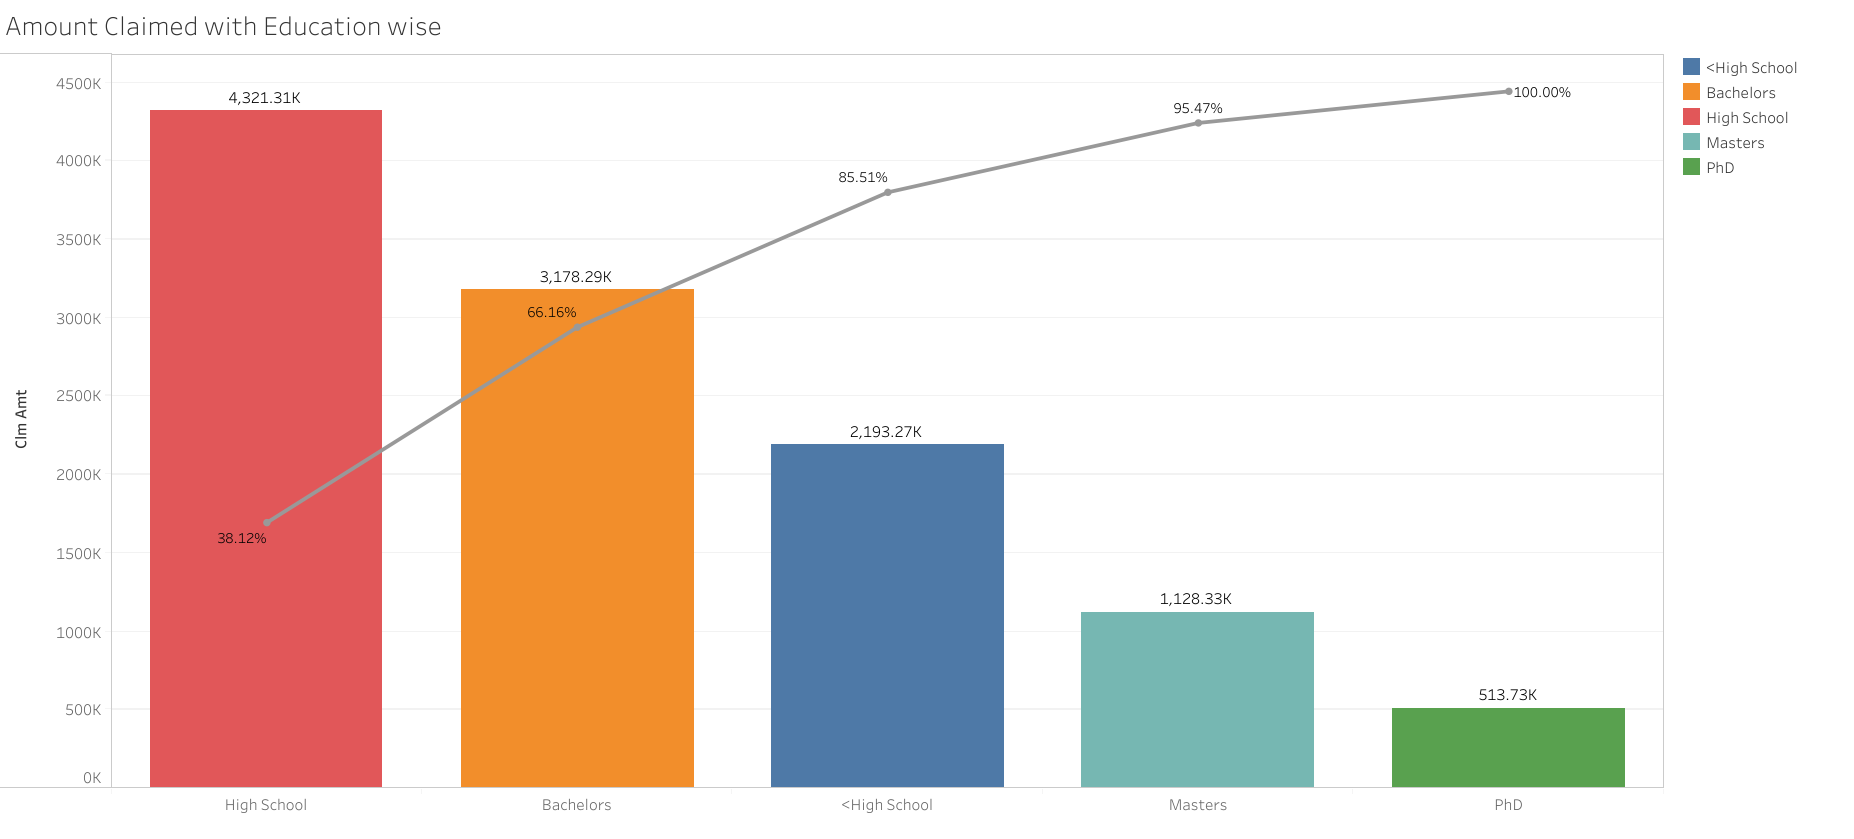 Amount Claimed with Education wise
4500K
4000K
3500K
3000K
2500K
2000K
1500K
1000K
500K
0K
Clm Amt
4,321.31K
3,178.29K
2,193.27K
1,128.33K
513.73K
38.12%
66.16%
85.51%
95.47%
100.00%
High School
Bachelors
<High School
Masters
PhD
<High School
Bachelors
High School
Masters
PhD